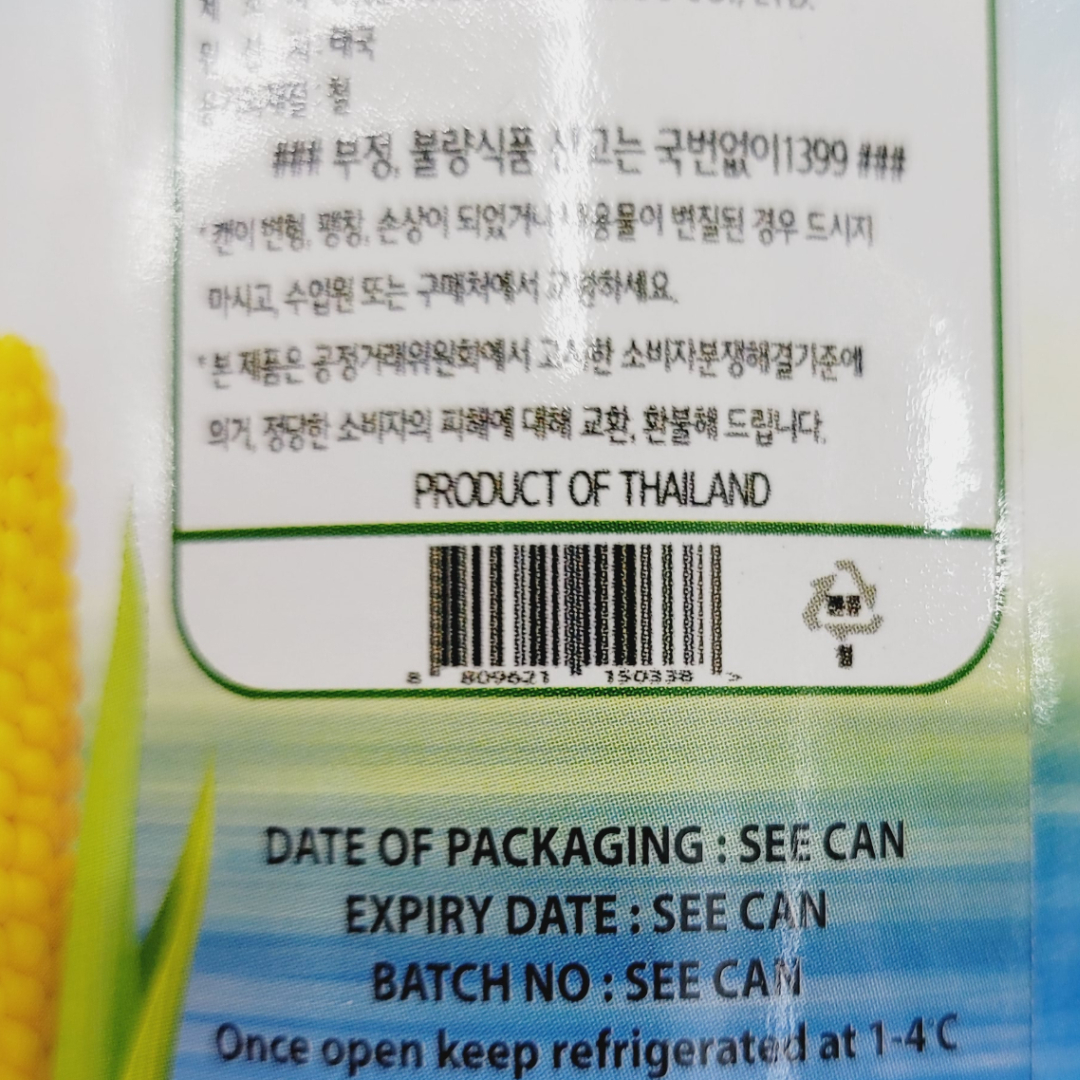 원 산 지 : 태국
용기의재질 : 철
### 부정, 불량식품 신고는 국번없이1399 ###
*캔이 변형, 팽창, 손상이 되었거나 내용물이 변질된 경우 드시지
마시고, 수입원 또는 구매처에서 교환하세요.
*본 제품은 공정거래위원회에서 고시한 소비자분쟁해결기준에
의거, 정당한 소비자의 피해에 대해 교환, 환불해 드립니다.
PRODUCT OF THAILAND
8 809621 150338 >
철
DATE OF PACKAGING : SEE CAN
EXPIRY DATE : SEE CAN
BATCH NO : SEE CAN
Once open keep refrigerated at 1-4°C